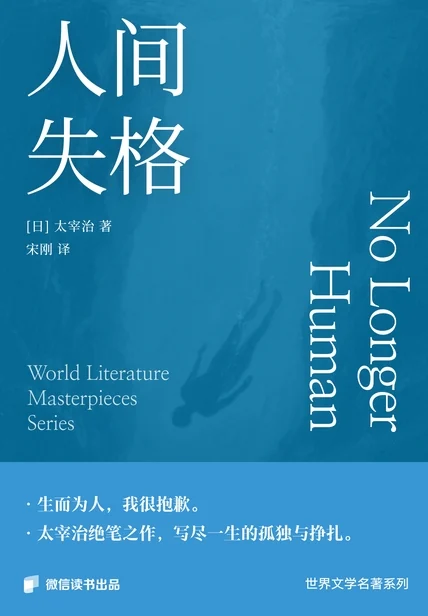 人间
失格
[日] 太宰治 著
宋刚 译
No Longer
Human
World Literature
Masterpieces
Series
· 生而为人，我很抱歉。
· 太宰治绝笔之作，写尽一生的孤独与挣扎。
微信读书出品
世界文学名著系列